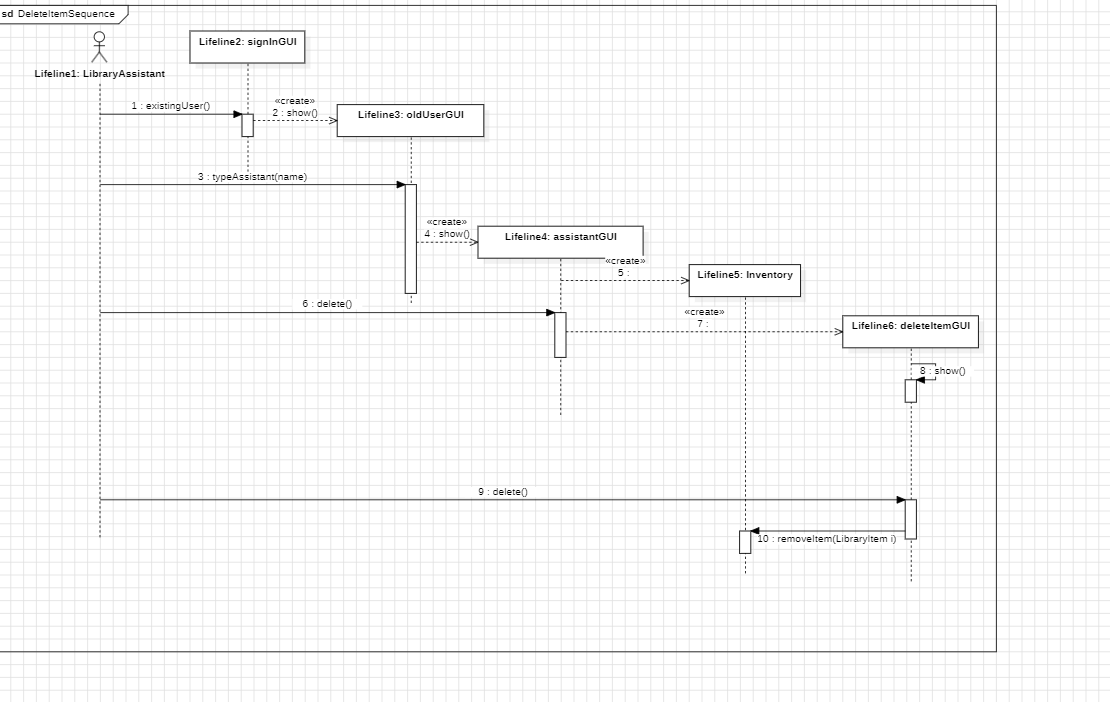 sd DeleteItemSequence
Lifeline1: LibraryAssistant
Lifeline2: signInGUI
1 : existingUser()
«create»
2 : show()
Lifeline3: oldUserGUI
3 : typeAssistant(name)
«create»
4 : show()
Lifeline4: assistantGUI
«create»
5 :
Lifeline5: Inventory
6 : delete()
«create»
7 :
Lifeline6: deleteItemGUI
8 : show()
9 : delete()
10 : removeItem(LibraryItem i)